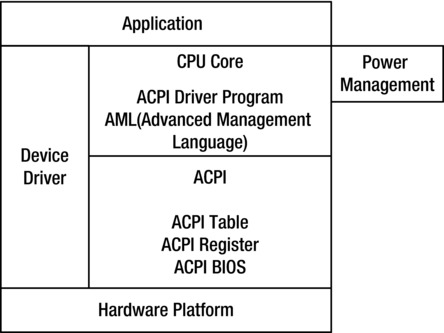 Application
CPU Core
Power
Management
ACPI Driver Program
AML(Advanced Management
Language)
Device
Driver
ACPI
ACPI Table
ACPI Register
ACPI BIOS
Hardware Platform